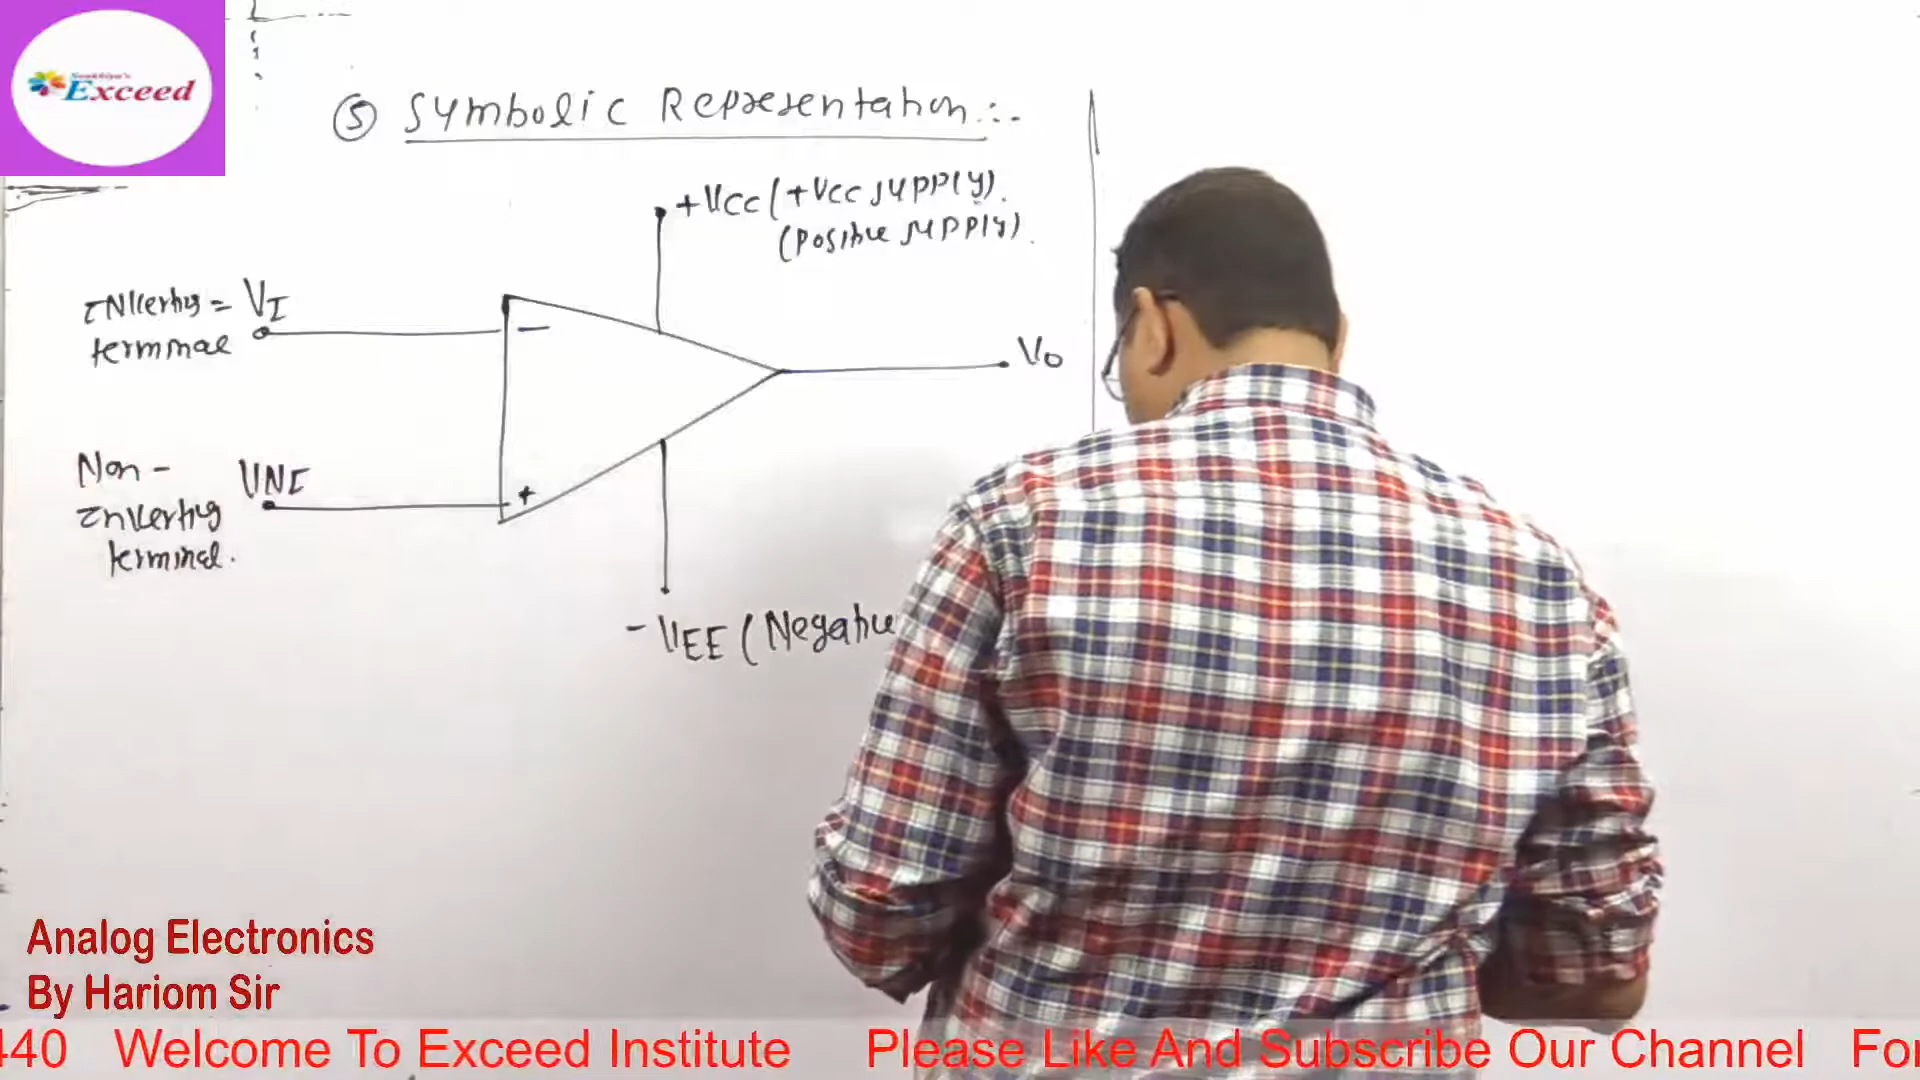 Exceed
⑤ Symbolic Representation :-
+VCC (+VCC supply).
(positive supply).
Inverting = VI
terminal
-
Vo
Non-
Inverting
terminal.
VNI
+
-VEE (Negative
Analog Electronics
By Hariom Sir
440 Welcome To Exceed Institute Please Like And Subscribe Our Channel For